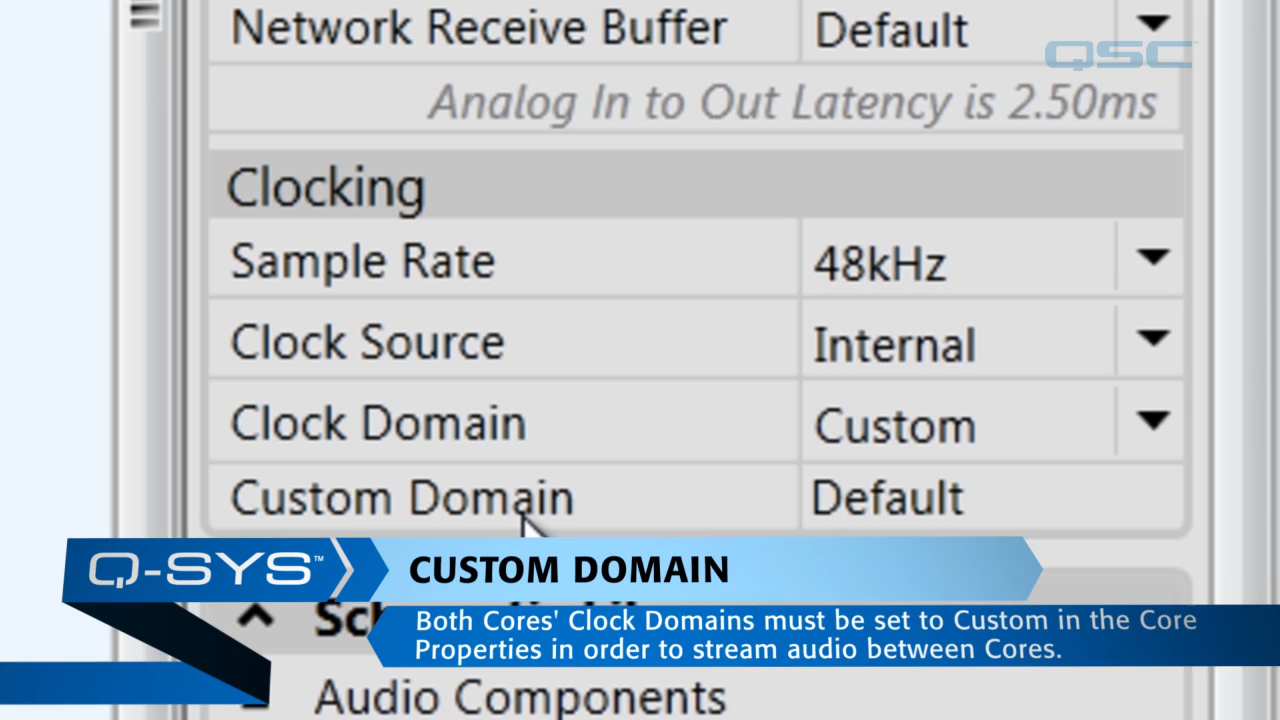 Network Receive Buffer Default
QSC
Analog In to Out Latency is 2.50ms
Clocking
Sample Rate 48kHz
Clock Source Internal
Clock Domain Custom
Custom Domain Default
Q-SYS™ CUSTOM DOMAIN
Both Cores' Clock Domains must be set to Custom in the Core
Properties in order to stream audio between Cores.
Audio Components